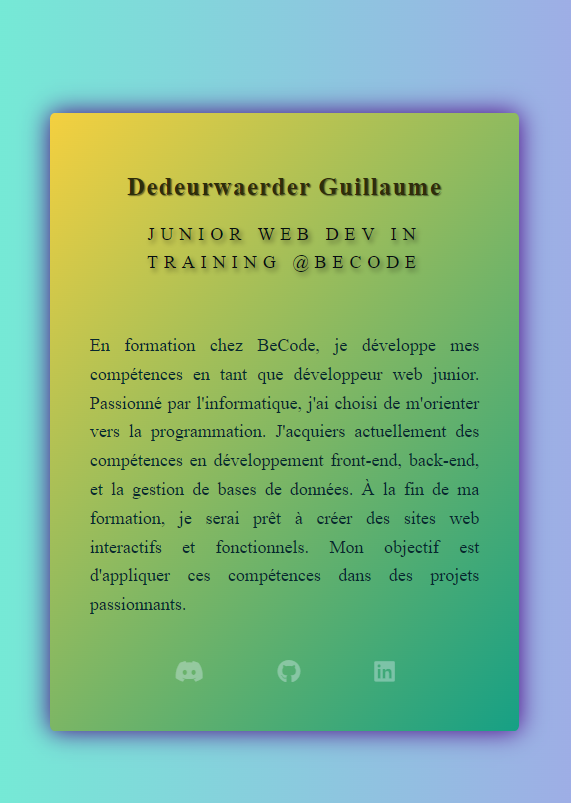 Dedeurwaerder Guillaume
JUNIOR WEB DEV IN
TRAINING @BECODE
En formation chez BeCode, je développe mes
compétences en tant que développeur web junior.
Passionné par l'informatique, j'ai choisi de m'orienter
vers la programmation. J'acquiers actuellement des
compétences en développement front-end, back-end,
et la gestion de bases de données. À la fin de ma
formation, je serai prêt à créer des sites web
interactifs et fonctionnels. Mon objectif est
d'appliquer ces compétences dans des projets
passionnants.
in